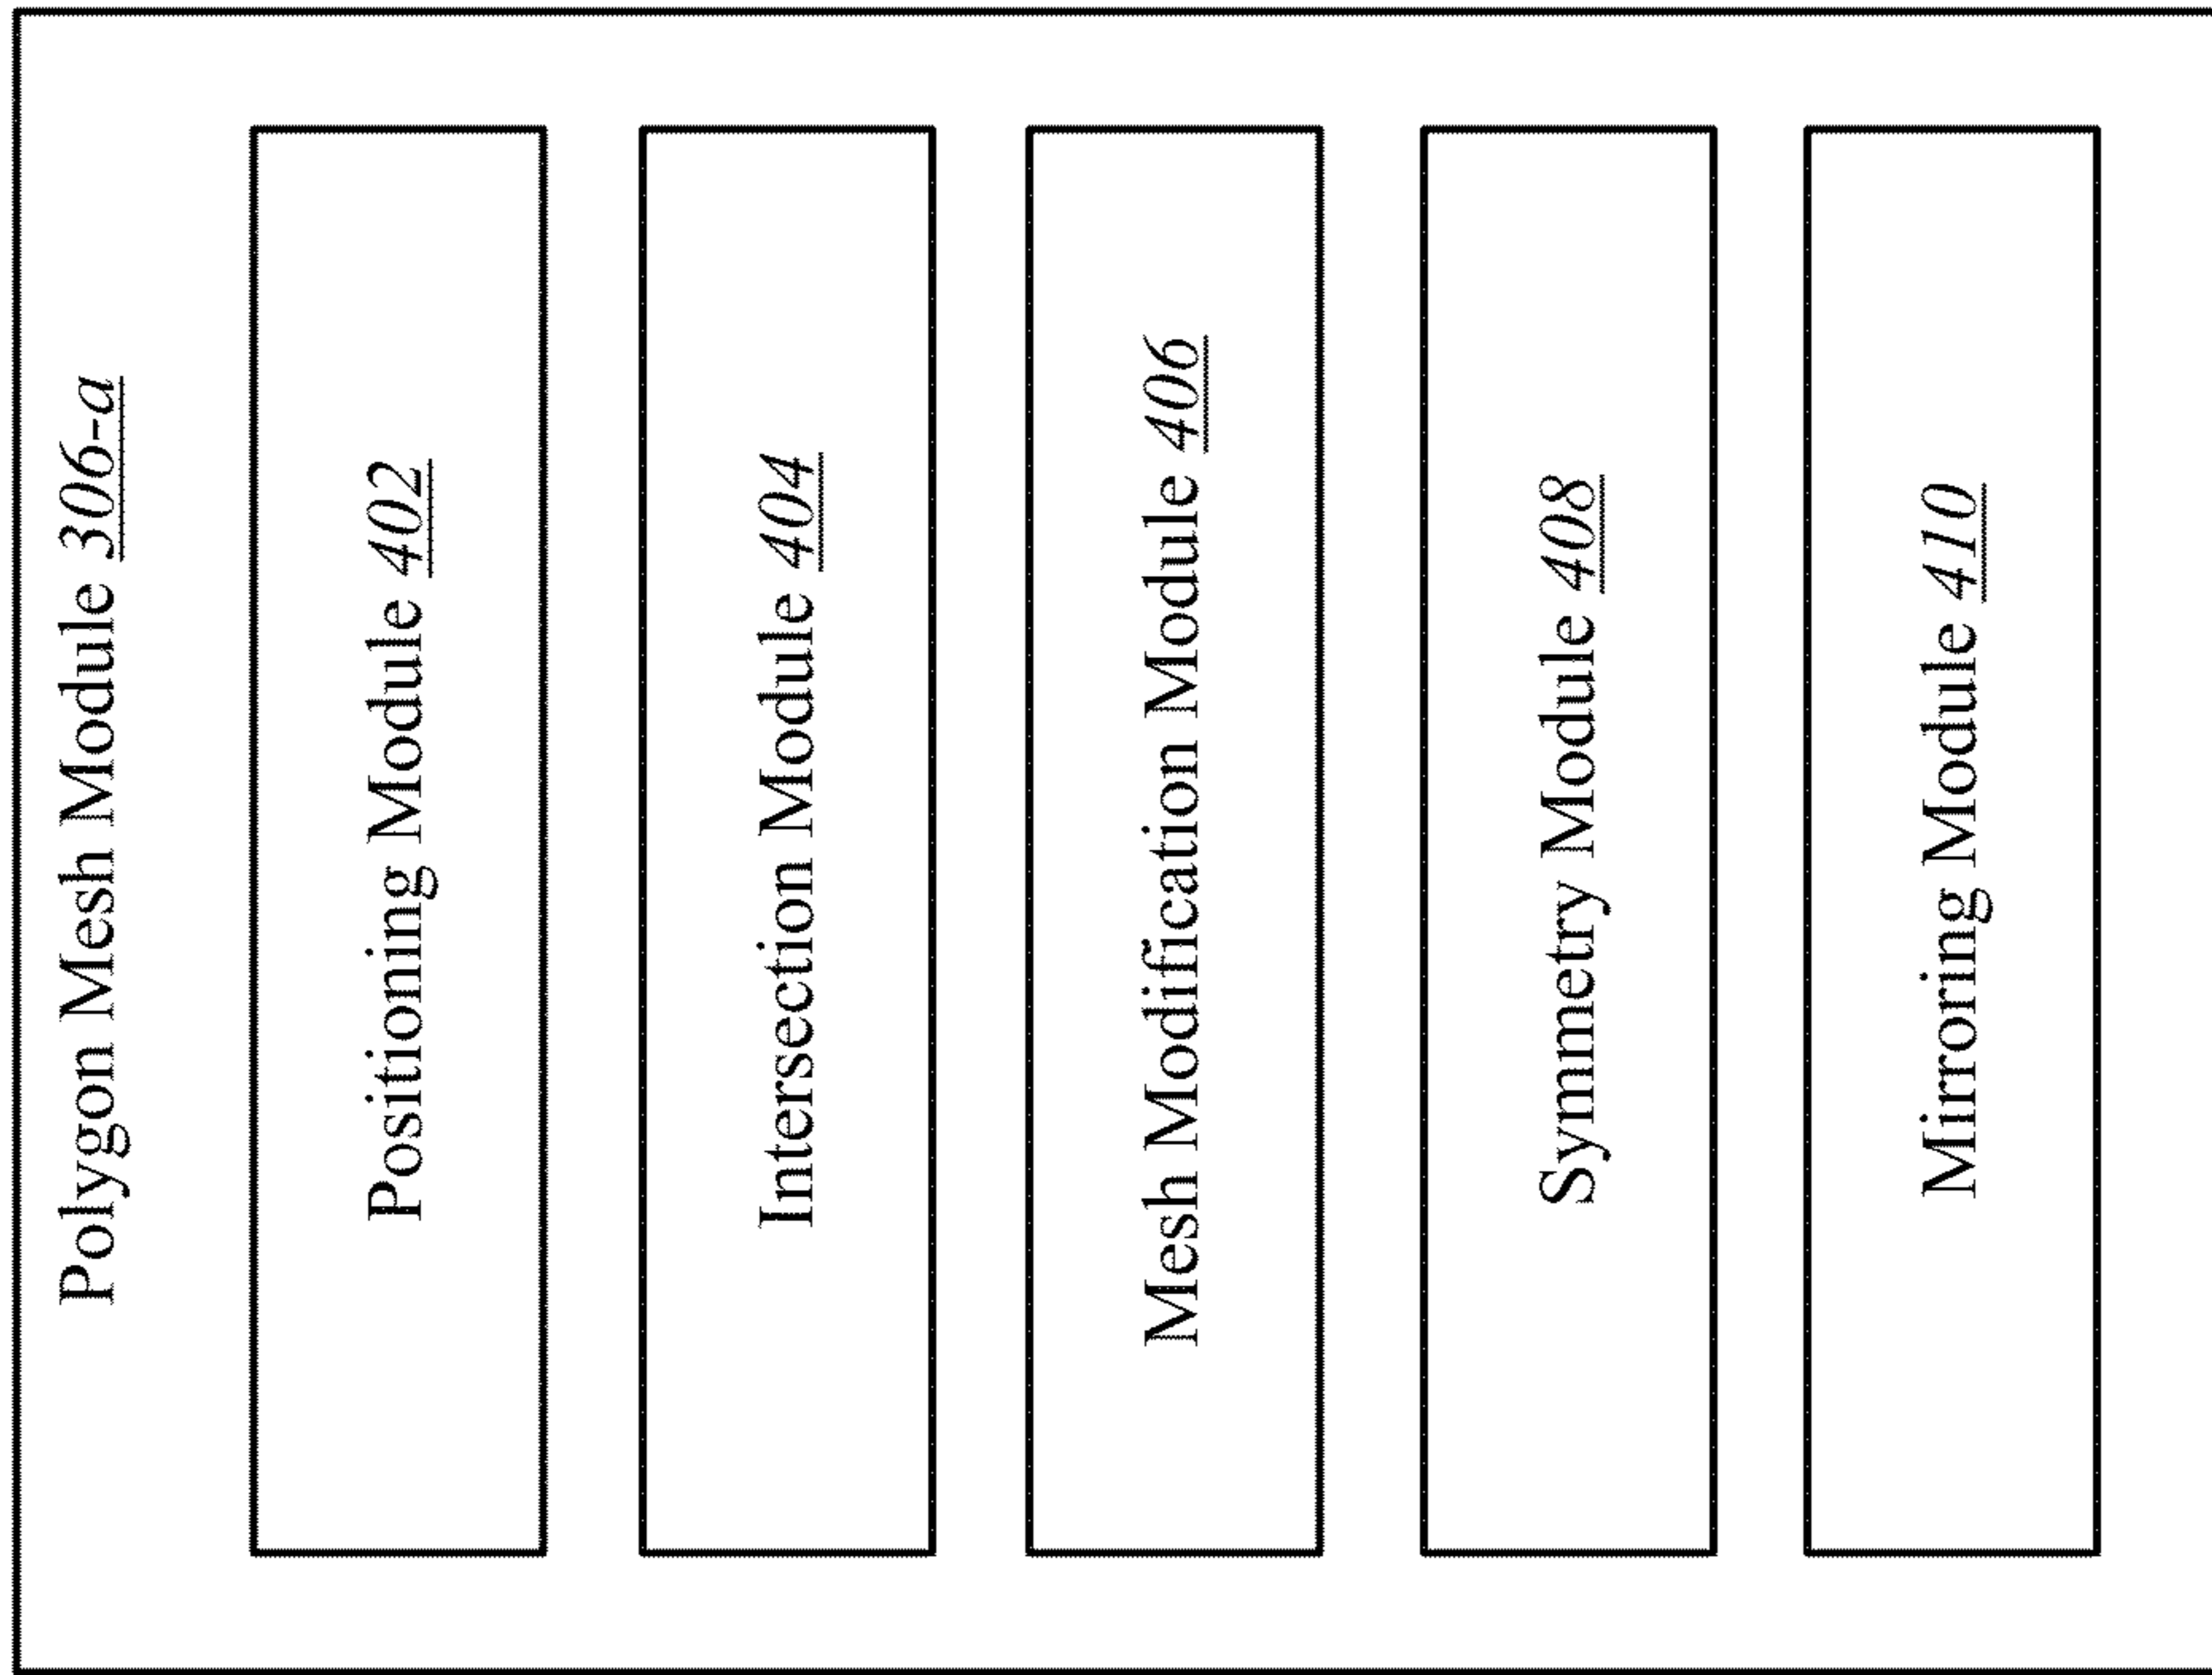 Polygon Mesh Module 306-a
Positioning Module 402
Intersection Module 404
Mesh Modification Module 406
Symmetry Module 408
Mirroring Module 410